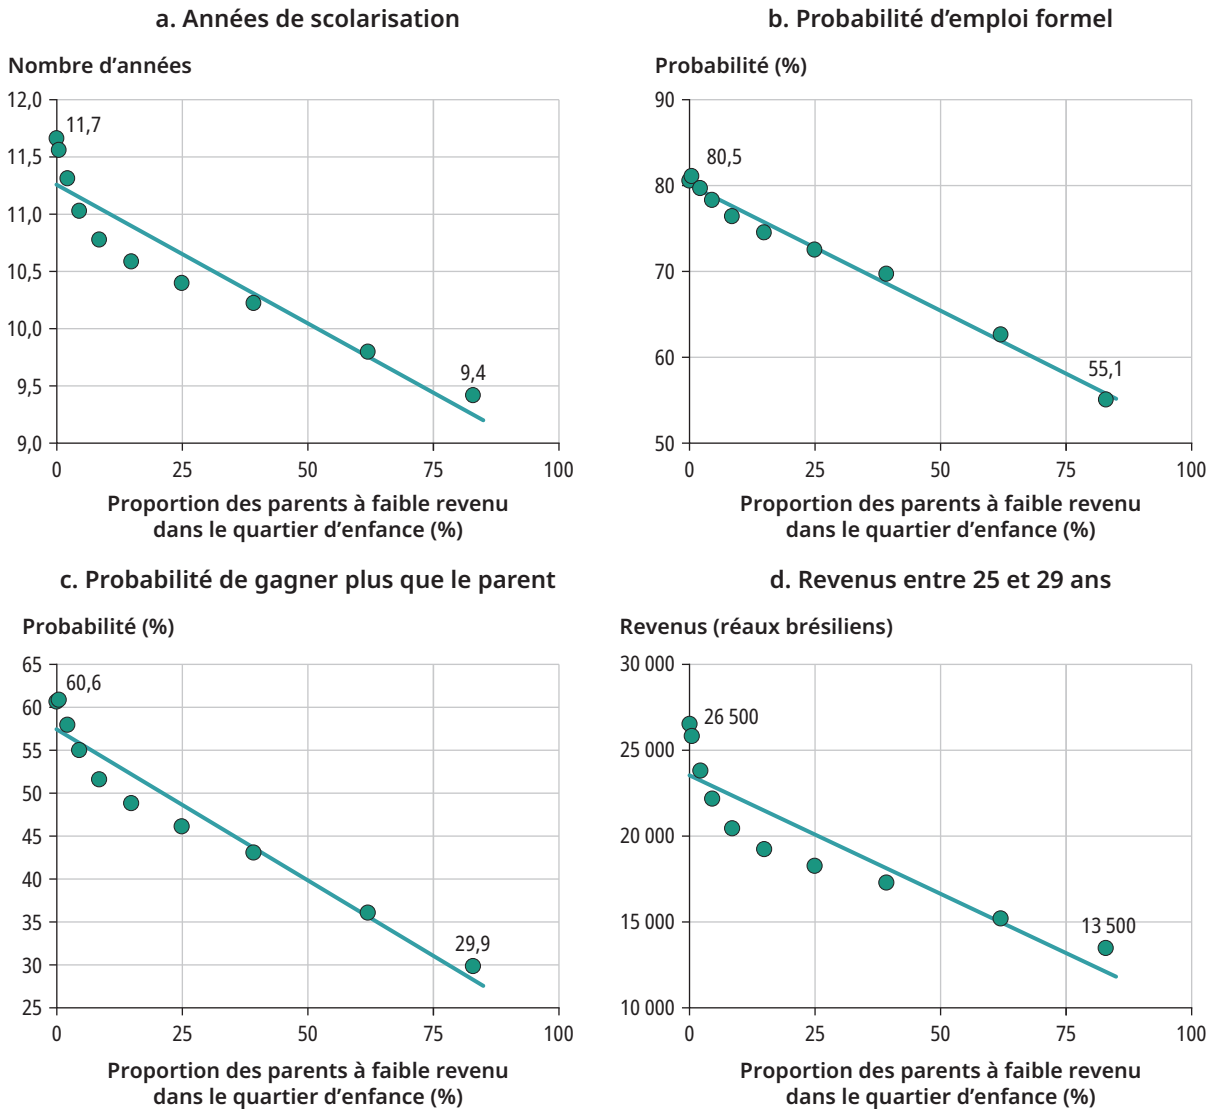 a. Années de scolarisation
Nombre d’années
12,0
11,5
11,0
10,5
10,0
9,5
9,0
11,7
9,4
0 25 50 75 100
Proportion des parents à faible revenu
dans le quartier d’enfance (%)
b. Probabilité d’emploi formel
Probabilité (%)
90
80
70
60
50
80,5
55,1
0 25 50 75 100
Proportion des parents à faible revenu
dans le quartier d’enfance (%)
c. Probabilité de gagner plus que le parent
Probabilité (%)
65
60
55
50
45
40
35
30
25
60,6
29,9
0 25 50 75 100
Proportion des parents à faible revenu
dans le quartier d’enfance (%)
d. Revenus entre 25 et 29 ans
Revenus (réaux brésiliens)
30 000
25 000
20 000
15 000
10 000
26 500
13 500
0 25 50 75 100
Proportion des parents à faible revenu
dans le quartier d’enfance (%)